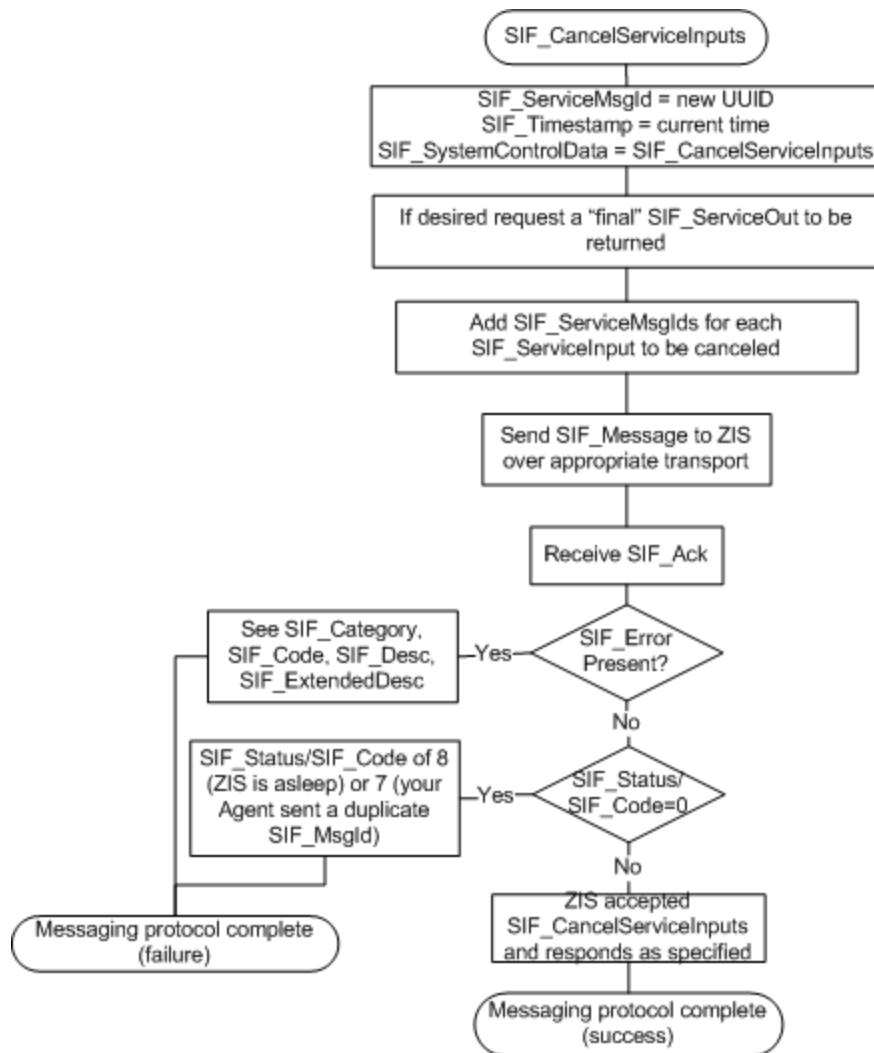 SIF_CancelServiceInputs
SIF_ServiceMsgId = new UUID
SIF_Timestamp = current time
SIF_SystemControlData = SIF_CancelServiceInputs
If desired request a “final” SIF_ServiceOut to be
returned
Add SIF_ServiceMsgIds for each
SIF_ServiceInput to be canceled
Send SIF_Message to ZIS
over appropriate transport
Receive SIF_Ack
SIF_Error
Present?
Yes
See SIF_Category,
SIF_Code, SIF_Desc,
SIF_ExtendedDesc
No
SIF_Status/
SIF_Code=0
Yes
SIF_Status/SIF_Code of 8
(ZIS is asleep) or 7 (your
Agent sent a duplicate
SIF_MsgId)
No
ZIS accepted
SIF_CancelServiceInputs
and responds as specified
Messaging protocol complete
(failure)
Messaging protocol complete
(success)